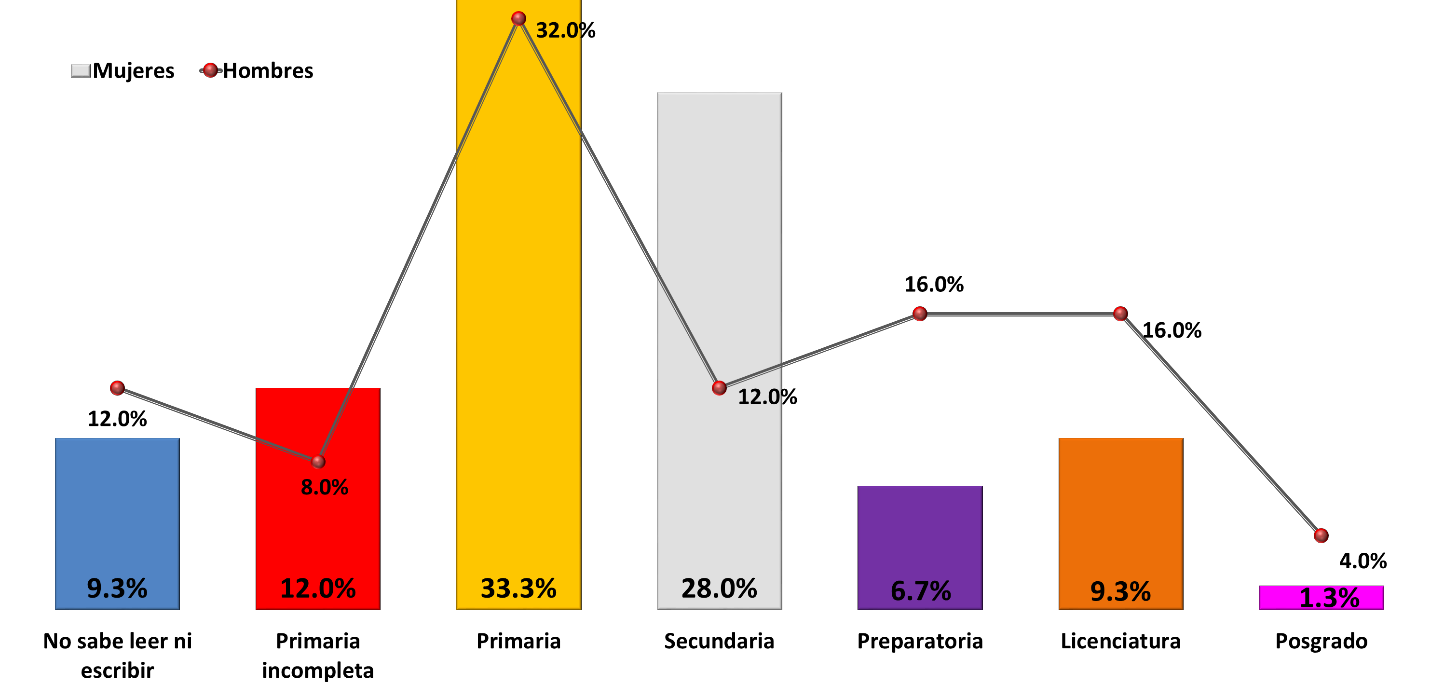 32.0%
Mujeres Hombres
16.0%
16.0%
12.0%
12.0%
8.0%
4.0%
9.3% 12.0% 33.3% 28.0% 6.7% 9.3% 1.3%
No sabe leer ni
escribir
Primaria
incompleta
Primaria
Secundaria
Preparatoria
Licenciatura
Posgrado